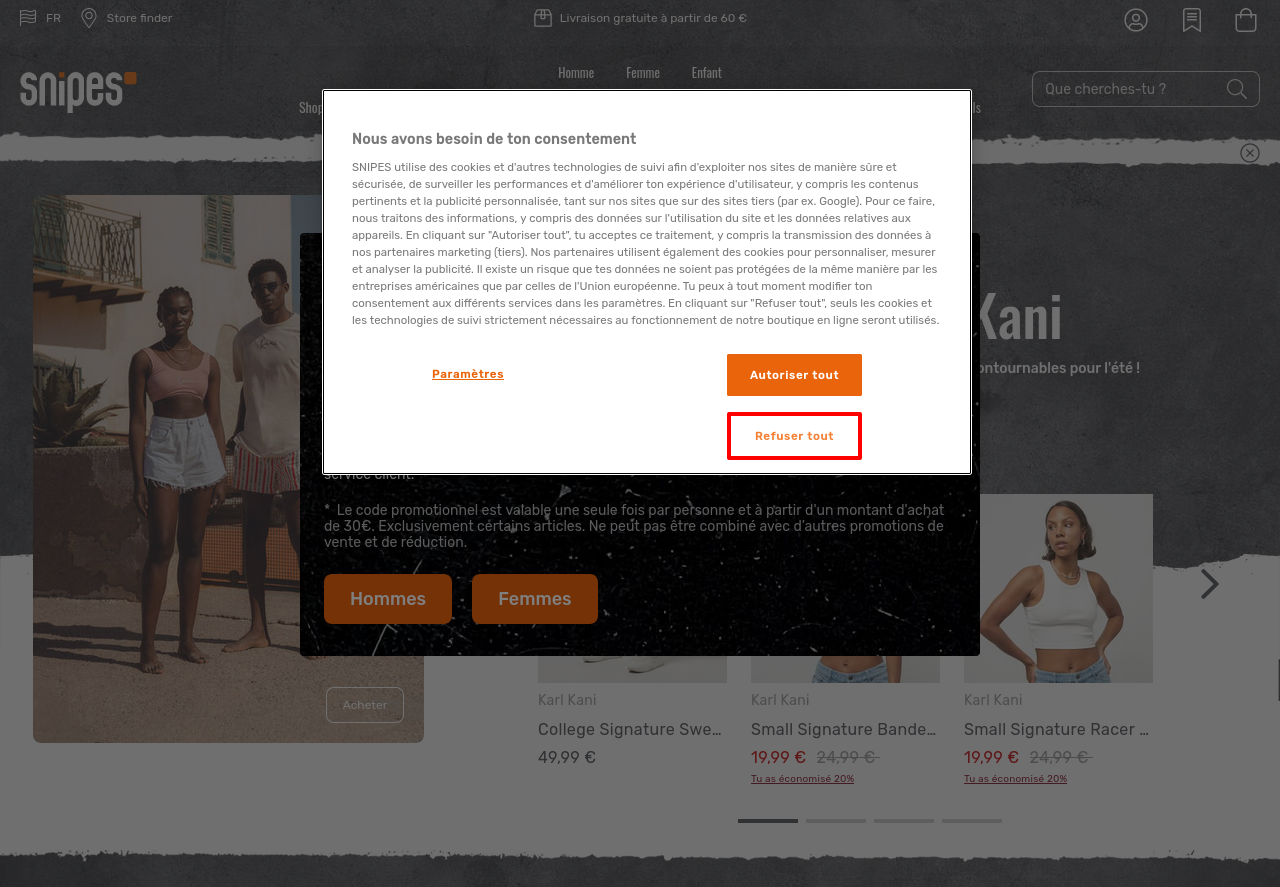 FR
Store finder
Livraison gratuite à partir de 60 €
snipes
Homme
Femme
Enfant
Que cherches-tu ?
Shop
ls
Nous avons besoin de ton consentement
SNIPES utilise des cookies et d'autres technologies de suivi afin d'exploiter nos sites de manière sûre et
sécurisée, de surveiller les performances et d'améliorer ton expérience d'utilisateur, y compris les contenus
pertinents et la publicité personnalisée, tant sur nos sites que sur des sites tiers (par ex. Google). Pour ce faire,
nous traitons des informations, y compris des données sur l'utilisation du site et les données relatives aux
appareils. En cliquant sur "Autoriser tout", tu acceptes ce traitement, y compris la transmission des données à
nos partenaires marketing (tiers). Nos partenaires utilisent également des cookies pour personnaliser, mesurer
et analyser la publicité. Il existe un risque que tes données ne soient pas protégées de la même manière par les
entreprises américaines que par celles de l'Union européenne. Tu peux à tout moment modifier ton
consentement aux différents services dans les paramètres. En cliquant sur "Refuser tout", seuls les cookies et
les technologies de suivi strictement nécessaires au fonctionnement de notre boutique en ligne seront utilisés.
Paramètres
Autoriser tout
Refuser tout
Kani
ontournables pour l'été !
service client.
* Le code promotionnel est valable une seule fois par personne et à partir d'un montant d'achat
de 30€. Exclusivement certains articles. Ne peut pas être combiné avec d'autres promotions de
vente et de réduction.
Hommes
Femmes
Acheter
Karl Kani
Karl Kani
Karl Kani
College Signature Swe...
Small Signature Bande...
Small Signature Racer ...
49,99 €
19,99 € 24,99 €
19,99 € 24,99 €
Tu as économisé 20%
Tu as économisé 20%